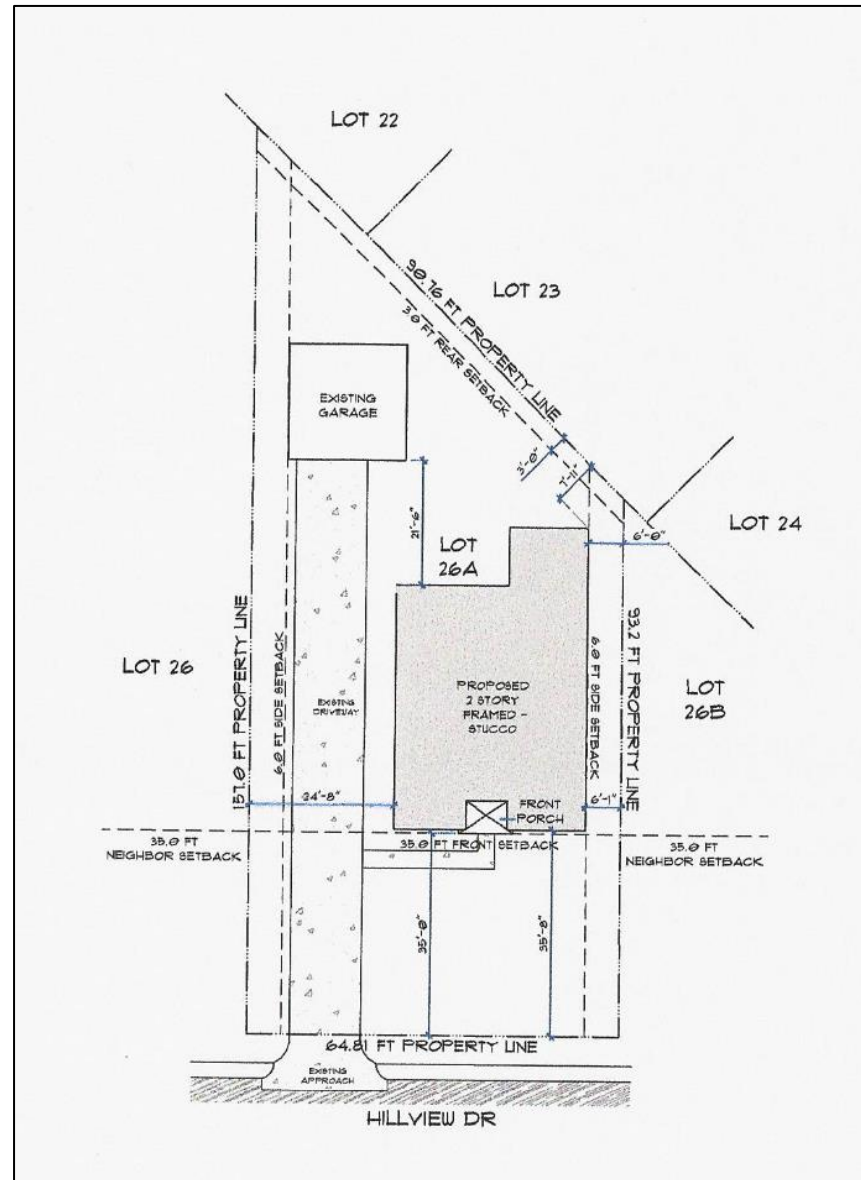 LOT 22
LOT 23
90.76 FT PROPERTY LINE
3.0 FT REAR SETBACK
EXISTING
GARAGE
3'-0"
7'-11"
LOT 24
6'-0"
21'-6"
LOT
26A
LOT 26
157.0 FT PROPERTY LINE
6.0 FT SIDE SETBACK
EXISTING
DRIVEWAY
PROPOSED
2 STORY
FRAMED -
STUCCO
6.0 FT SIDE SETBACK
93.2 FT PROPERTY LINE
LOT
26B
24'-8"
FRONT
PORCH
6'-1"
35.0 FT
NEIGHBOR SETBACK
35.0 FT FRONT SETBACK
35.0 FT
NEIGHBOR SETBACK
35'-0"
35'-8"
64.81 FT PROPERTY LINE
EXISTING
APPROACH
HILLVIEW DR